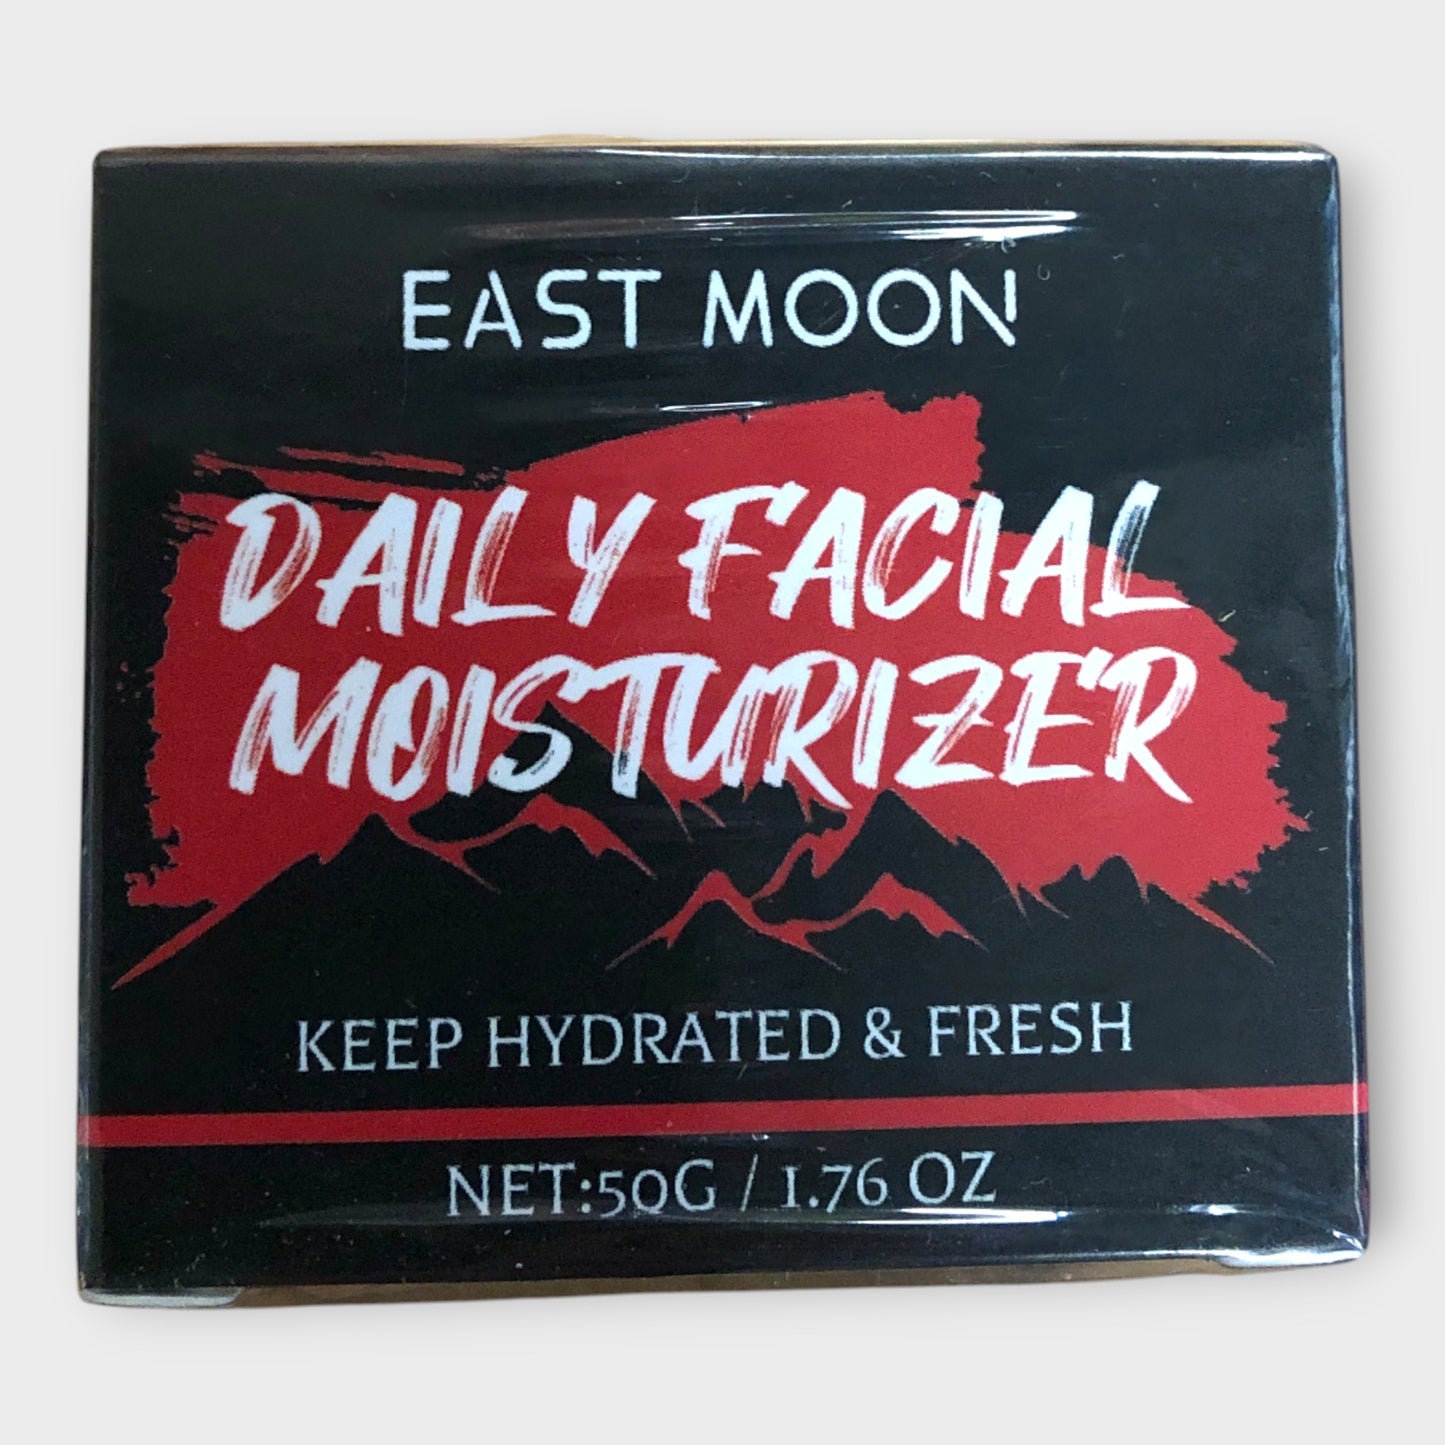 EAST MOON
DAILY FACIAL
MOISTURIZER
KEEP HYDRATED & FRESH
NET:50G / 1.76 OZ